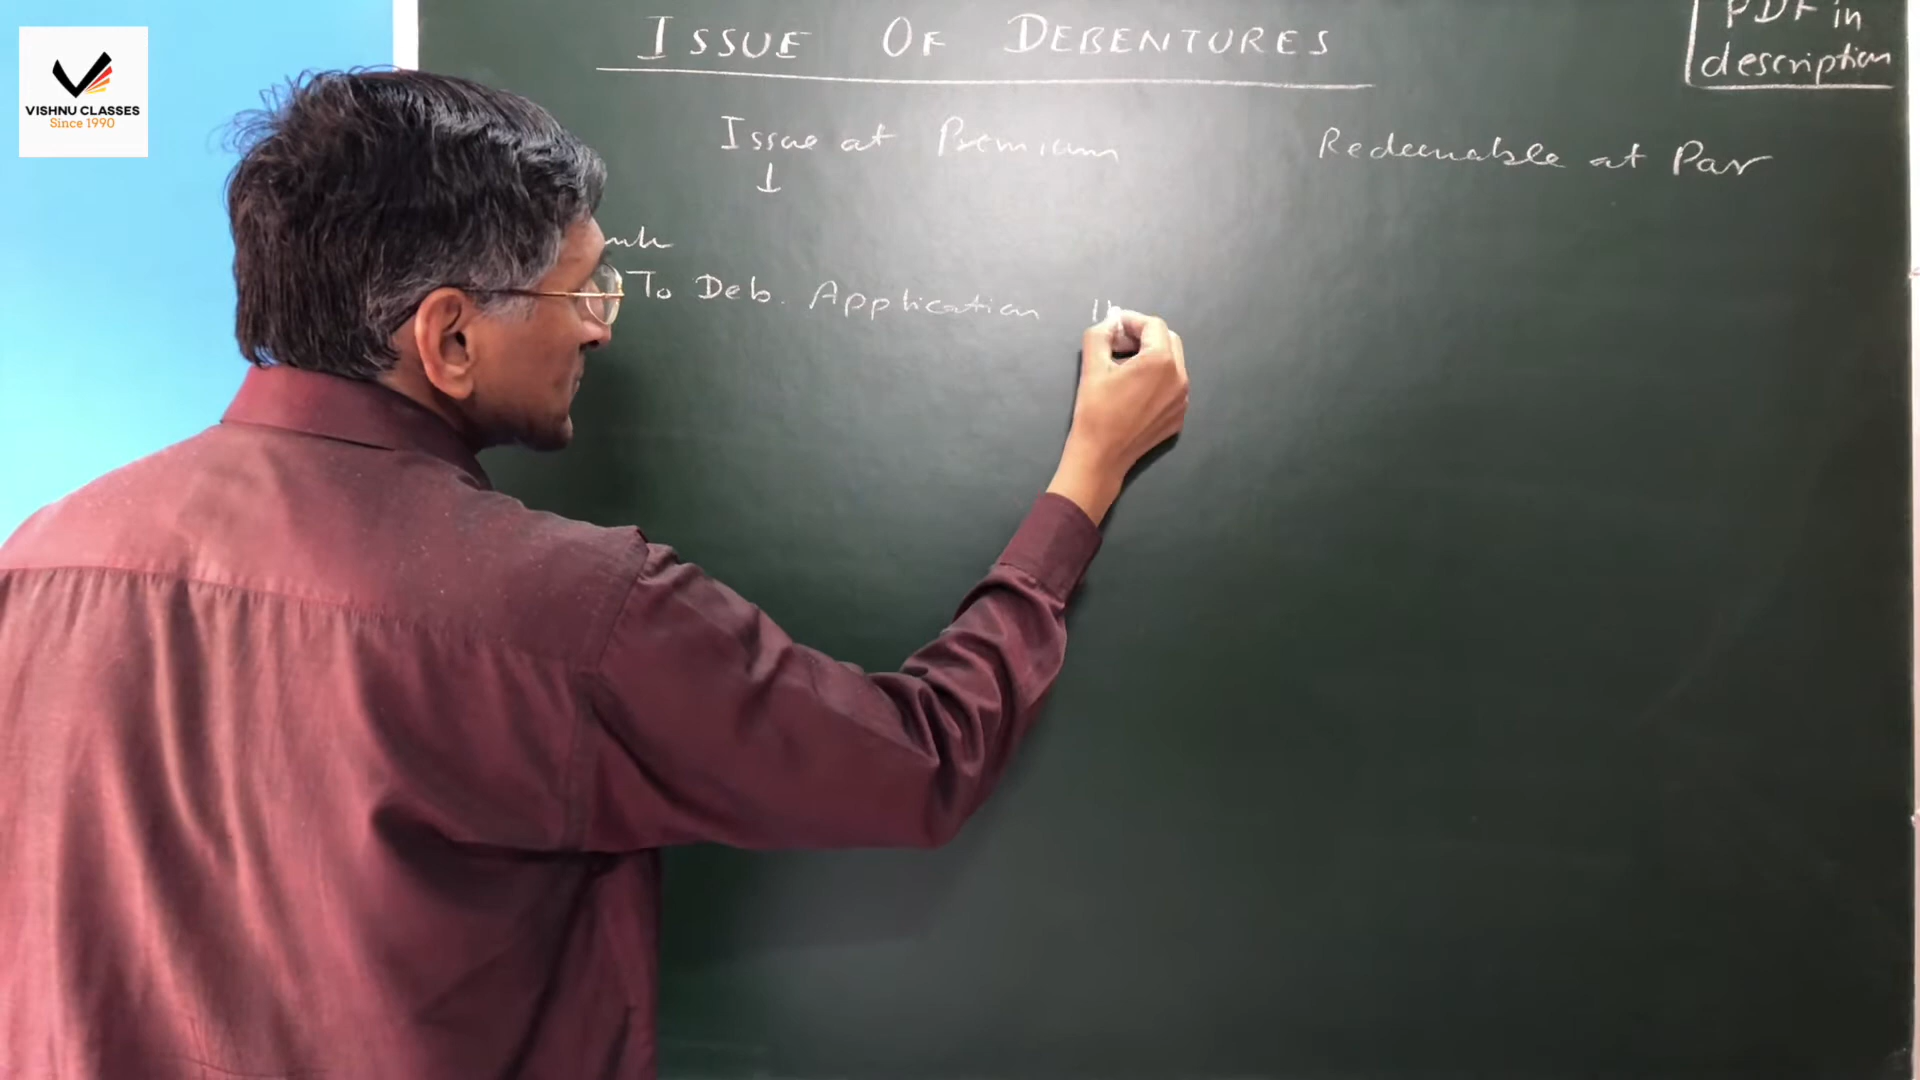 VISHNU CLASSES
Since 1990
ISSUE OF DEBENTURES
PDF in
description
Issue at Premium
Redeemable at Par
To Deb. Application